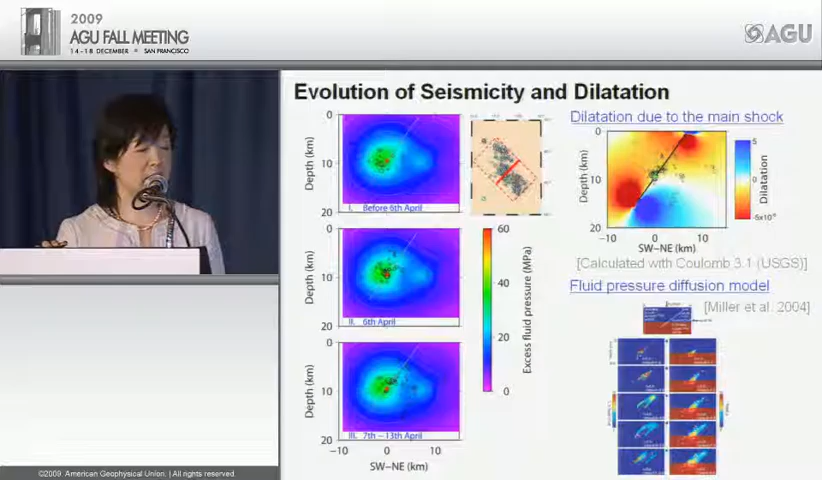 2009
AGU FALL MEETING
14 - 18 DECEMBER • SAN FRANCISCO
AGU
Evolution of Seismicity and Dilatation
0
10
20
Depth (km)
I. Before 6th April
0
10
20
Depth (km)
II. 6th April
0
10
20
Depth (km)
III. 7th - 13th April
-10 0 10
SW-NE (km)
60
40
20
0
Excess fluid pressure (MPa)
Dilatation due to the main shock
0
10
20
Depth (km)
-10 0 10
SW-NE (km)
5
0
Dilatation
[Calculated with Coulomb 3.1 (USGS)]
Fluid pressure diffusion model
[Miller et al. 2004]
©2009 American Geophysical Union. | All rights reserved.